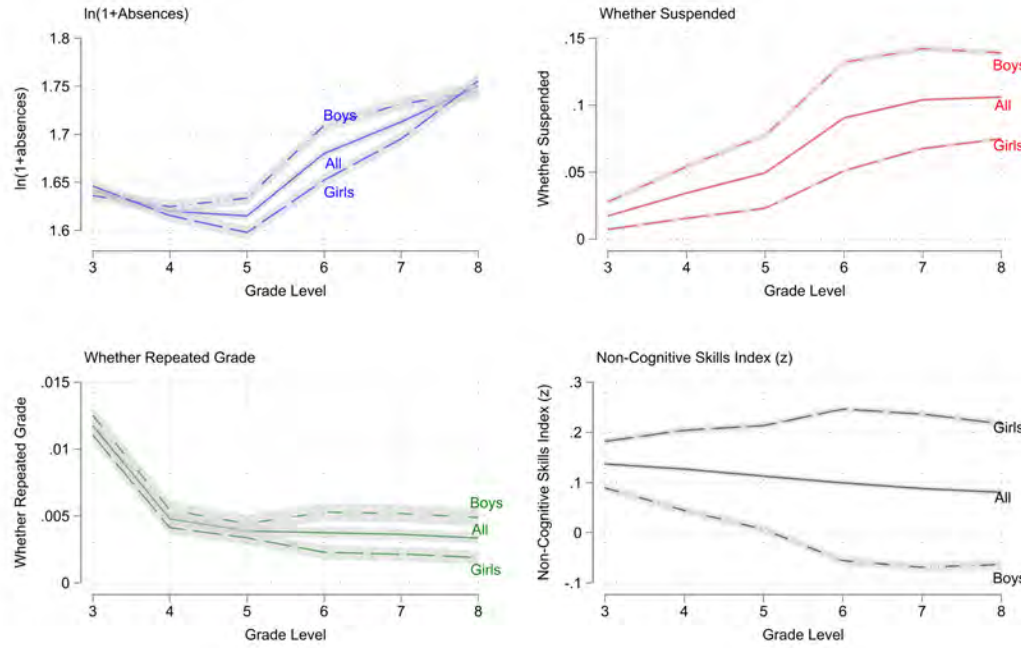 ln(1+Absences)
1.8
1.75
1.7
1.65
1.6
ln(1+absences)
Boys
All
Girls
3 4 5 6 7 8
Grade Level
Whether Suspended
.15
.1
.05
0
Whether Suspended
Boys
All
Girls
3 4 5 6 7 8
Grade Level
Whether Repeated Grade
.015
.01
.005
0
Whether Repeated Grade
Boys
All
Girls
3 4 5 6 7 8
Grade Level
Non-Cognitive Skills Index (z)
.3
.2
.1
0
-.1
Non-Cognitive Skills Index (z)
Girls
All
Boys
3 4 5 6 7 8
Grade Level